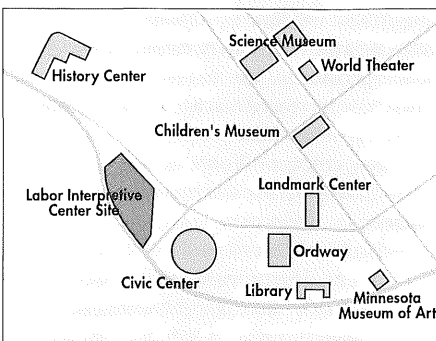 Science Museum
World Theater
History Center
Children's Museum
Landmark Center
Labor Interpretive
Center Site
Ordway
Civic Center
Library
Minnesota
Museum of Art